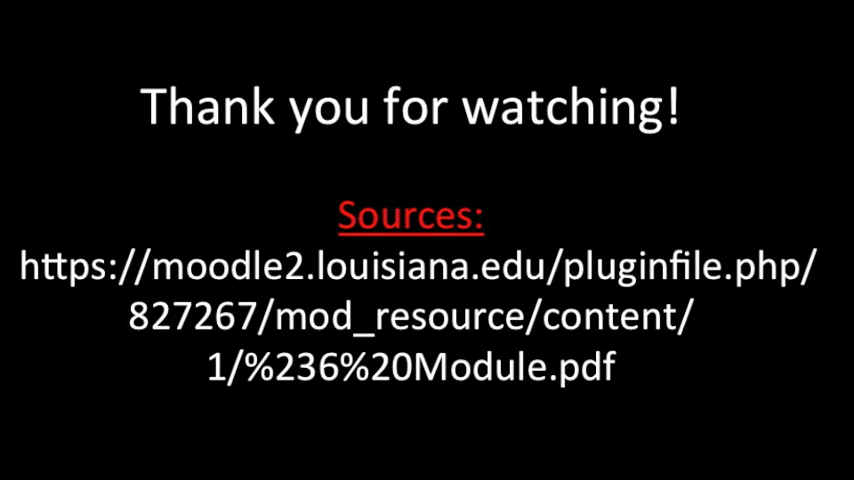 Thank you for watching!
Sources:
https://moodle2.louisiana.edu/pluginfile.php/
827267/mod_resource/content/
1/%236%20Module.pdf